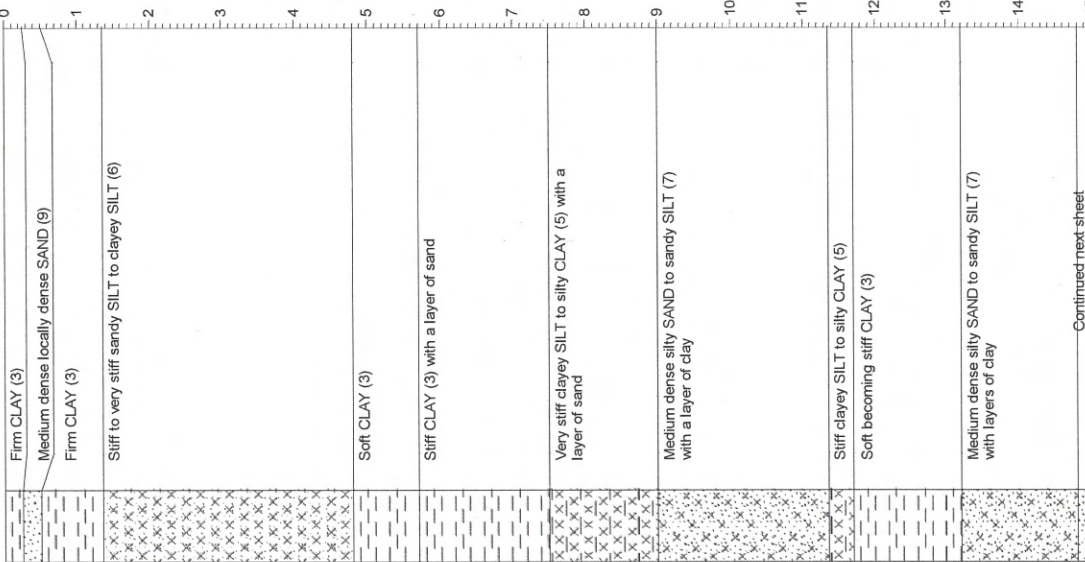 0
1
2
3
4
5
6
7
8
9
10
11
12
13
14
Firm CLAY (3)
Medium dense locally dense SAND (9)
Firm CLAY (3)
Stiff to very stiff sandy SILT to clayey SILT (6)
Soft CLAY (3)
Stiff CLAY (3) with a layer of sand
Very stiff clayey SILT to silty CLAY (5) with a
layer of sand
Medium dense silty SAND to sandy SILT (7)
with a layer of clay
Stiff clayey SILT to silty CLAY (5)
Soft becoming stiff CLAY (3)
Medium dense silty SAND to sandy SILT (7)
with layers of clay
Continued next sheet